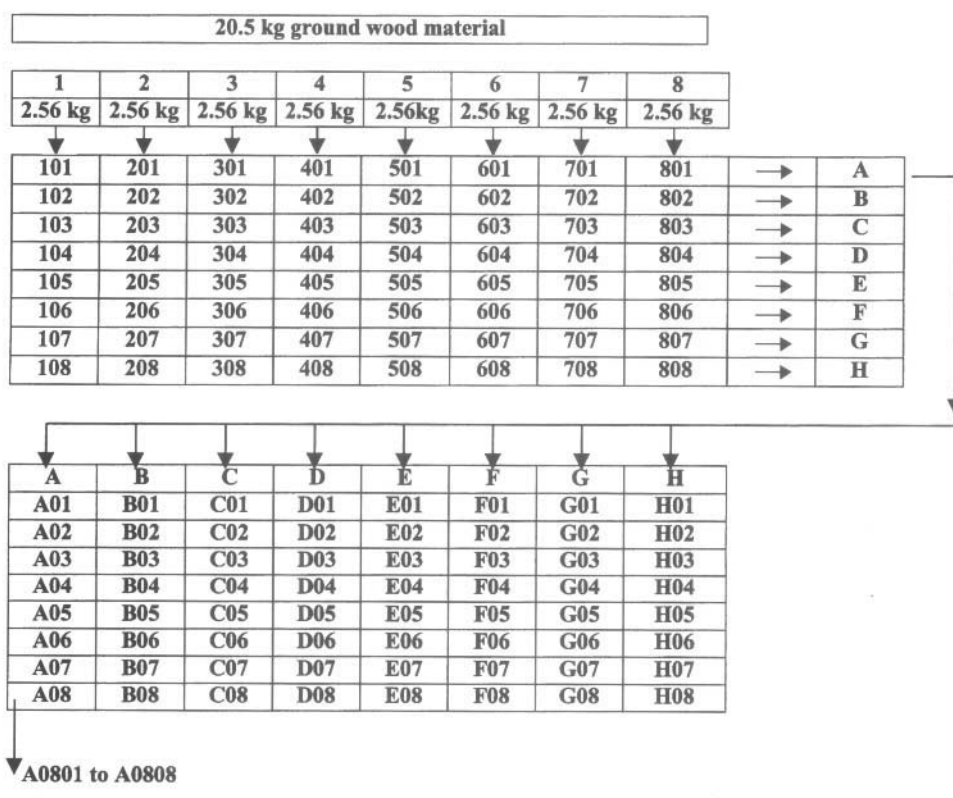 20.5 kg ground wood material
1 2 3 4 5 6 7 8
2.56 kg 2.56 kg 2.56 kg 2.56 kg 2.56kg 2.56 kg 2.56 kg 2.56 kg
101 201 301 401 501 601 701 801 A
102 202 302 402 502 602 702 802 B
103 203 303 403 503 603 703 803 C
104 204 304 404 504 604 704 804 D
105 205 305 405 505 605 705 805 E
106 206 306 406 506 606 706 806 F
107 207 307 407 507 607 707 807 G
108 208 308 408 508 608 708 808 H
A B C D E F G H
A01 B01 C01 D01 E01 F01 G01 H01
A02 B02 C02 D02 E02 F02 G02 H02
A03 B03 C03 D03 E03 F03 G03 H03
A04 B04 C04 D04 E04 F04 G04 H04
A05 B05 C05 D05 E05 F05 G05 H05
A06 B06 C06 D06 E06 F06 G06 H06
A07 B07 C07 D07 E07 F07 G07 H07
A08 B08 C08 D08 E08 F08 G08 H08
A0801 to A0808